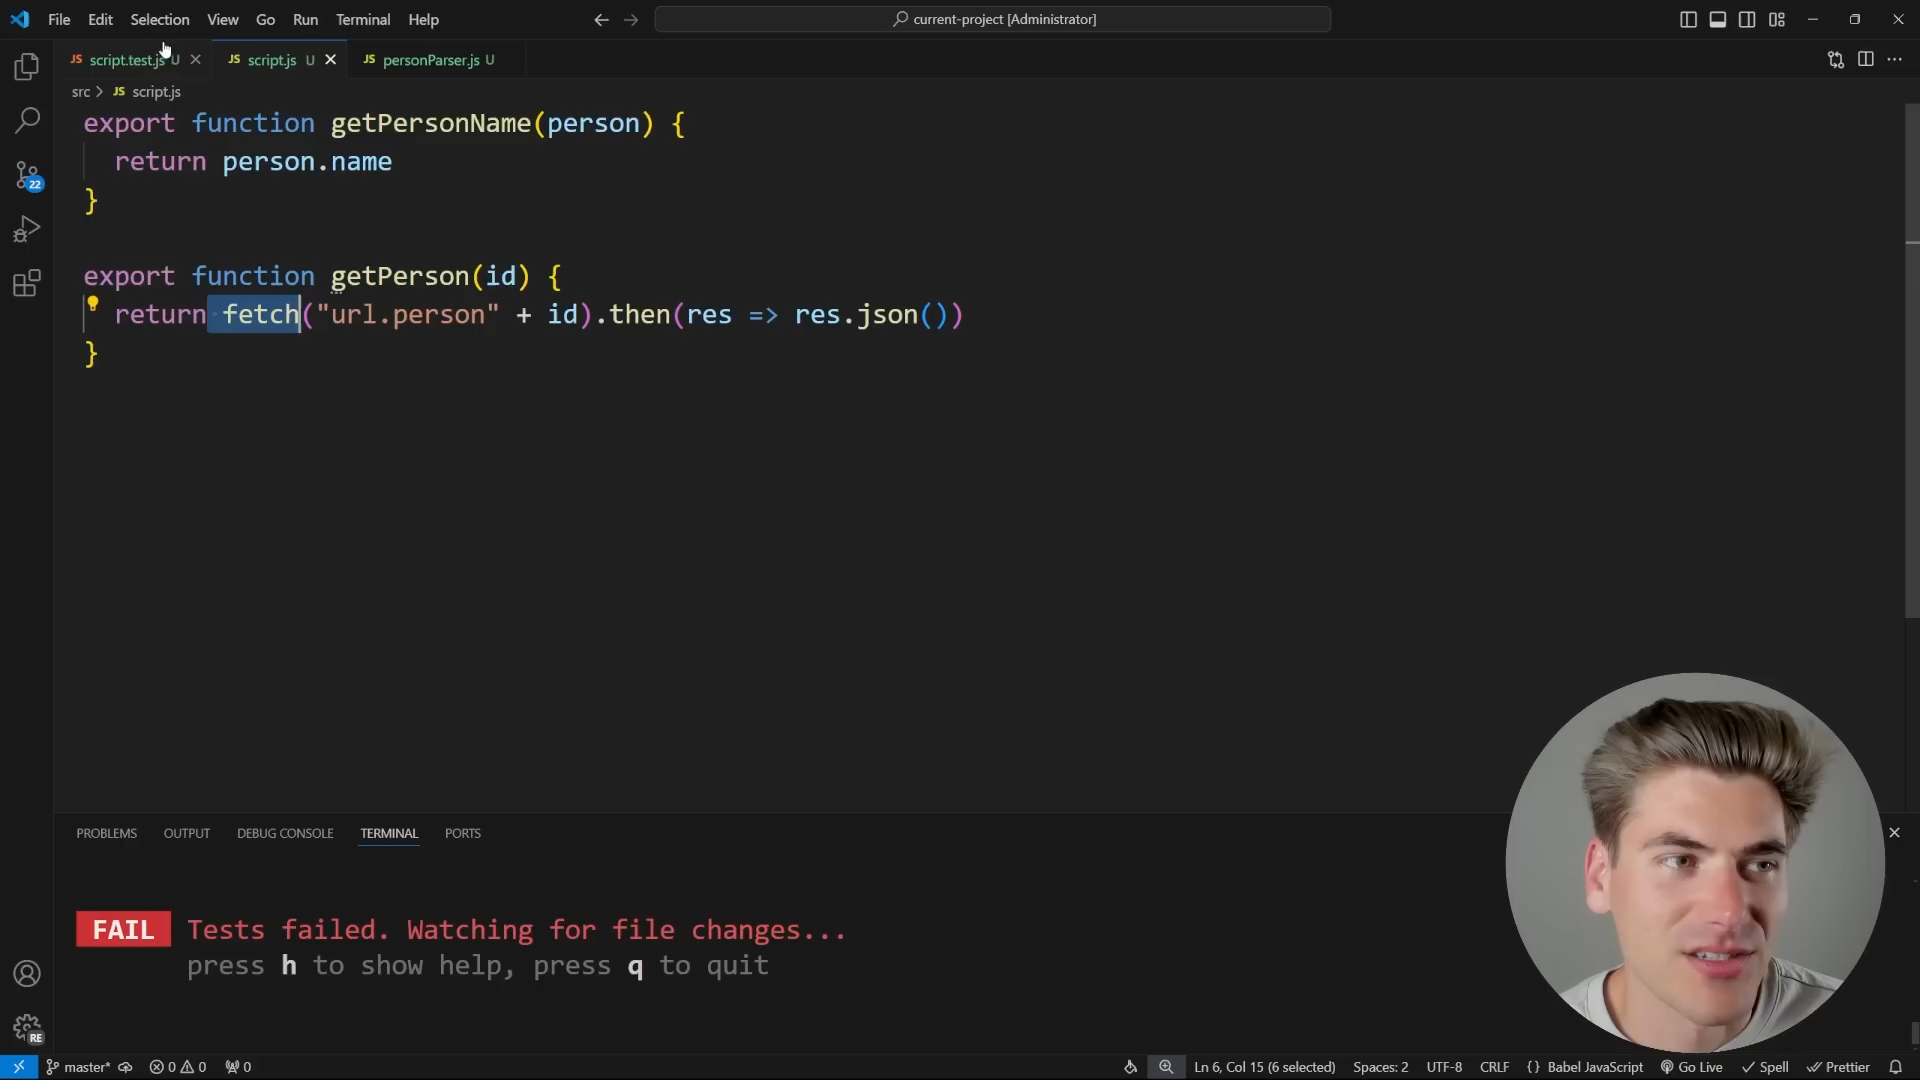 File Edit Selection View Go Run Terminal Help current-project [Administrator]
JS script.test.js U JS script.js U JS personParser.js U
src > JS script.js
export function getPersonName(person) {
return person.name
}
export function getPerson(id) {
return fetch("url.person" + id).then(res => res.json())
}
22
PROBLEMS OUTPUT DEBUG CONSOLE TERMINAL PORTS
FAIL Tests failed. Watching for file changes...
press h to show help, press q to quit
RE
master* 0 0 0 Ln 6, Col 15 (6 selected) Spaces: 2 UTF-8 CRLF { } Babel JavaScript Go Live Spell Prettier